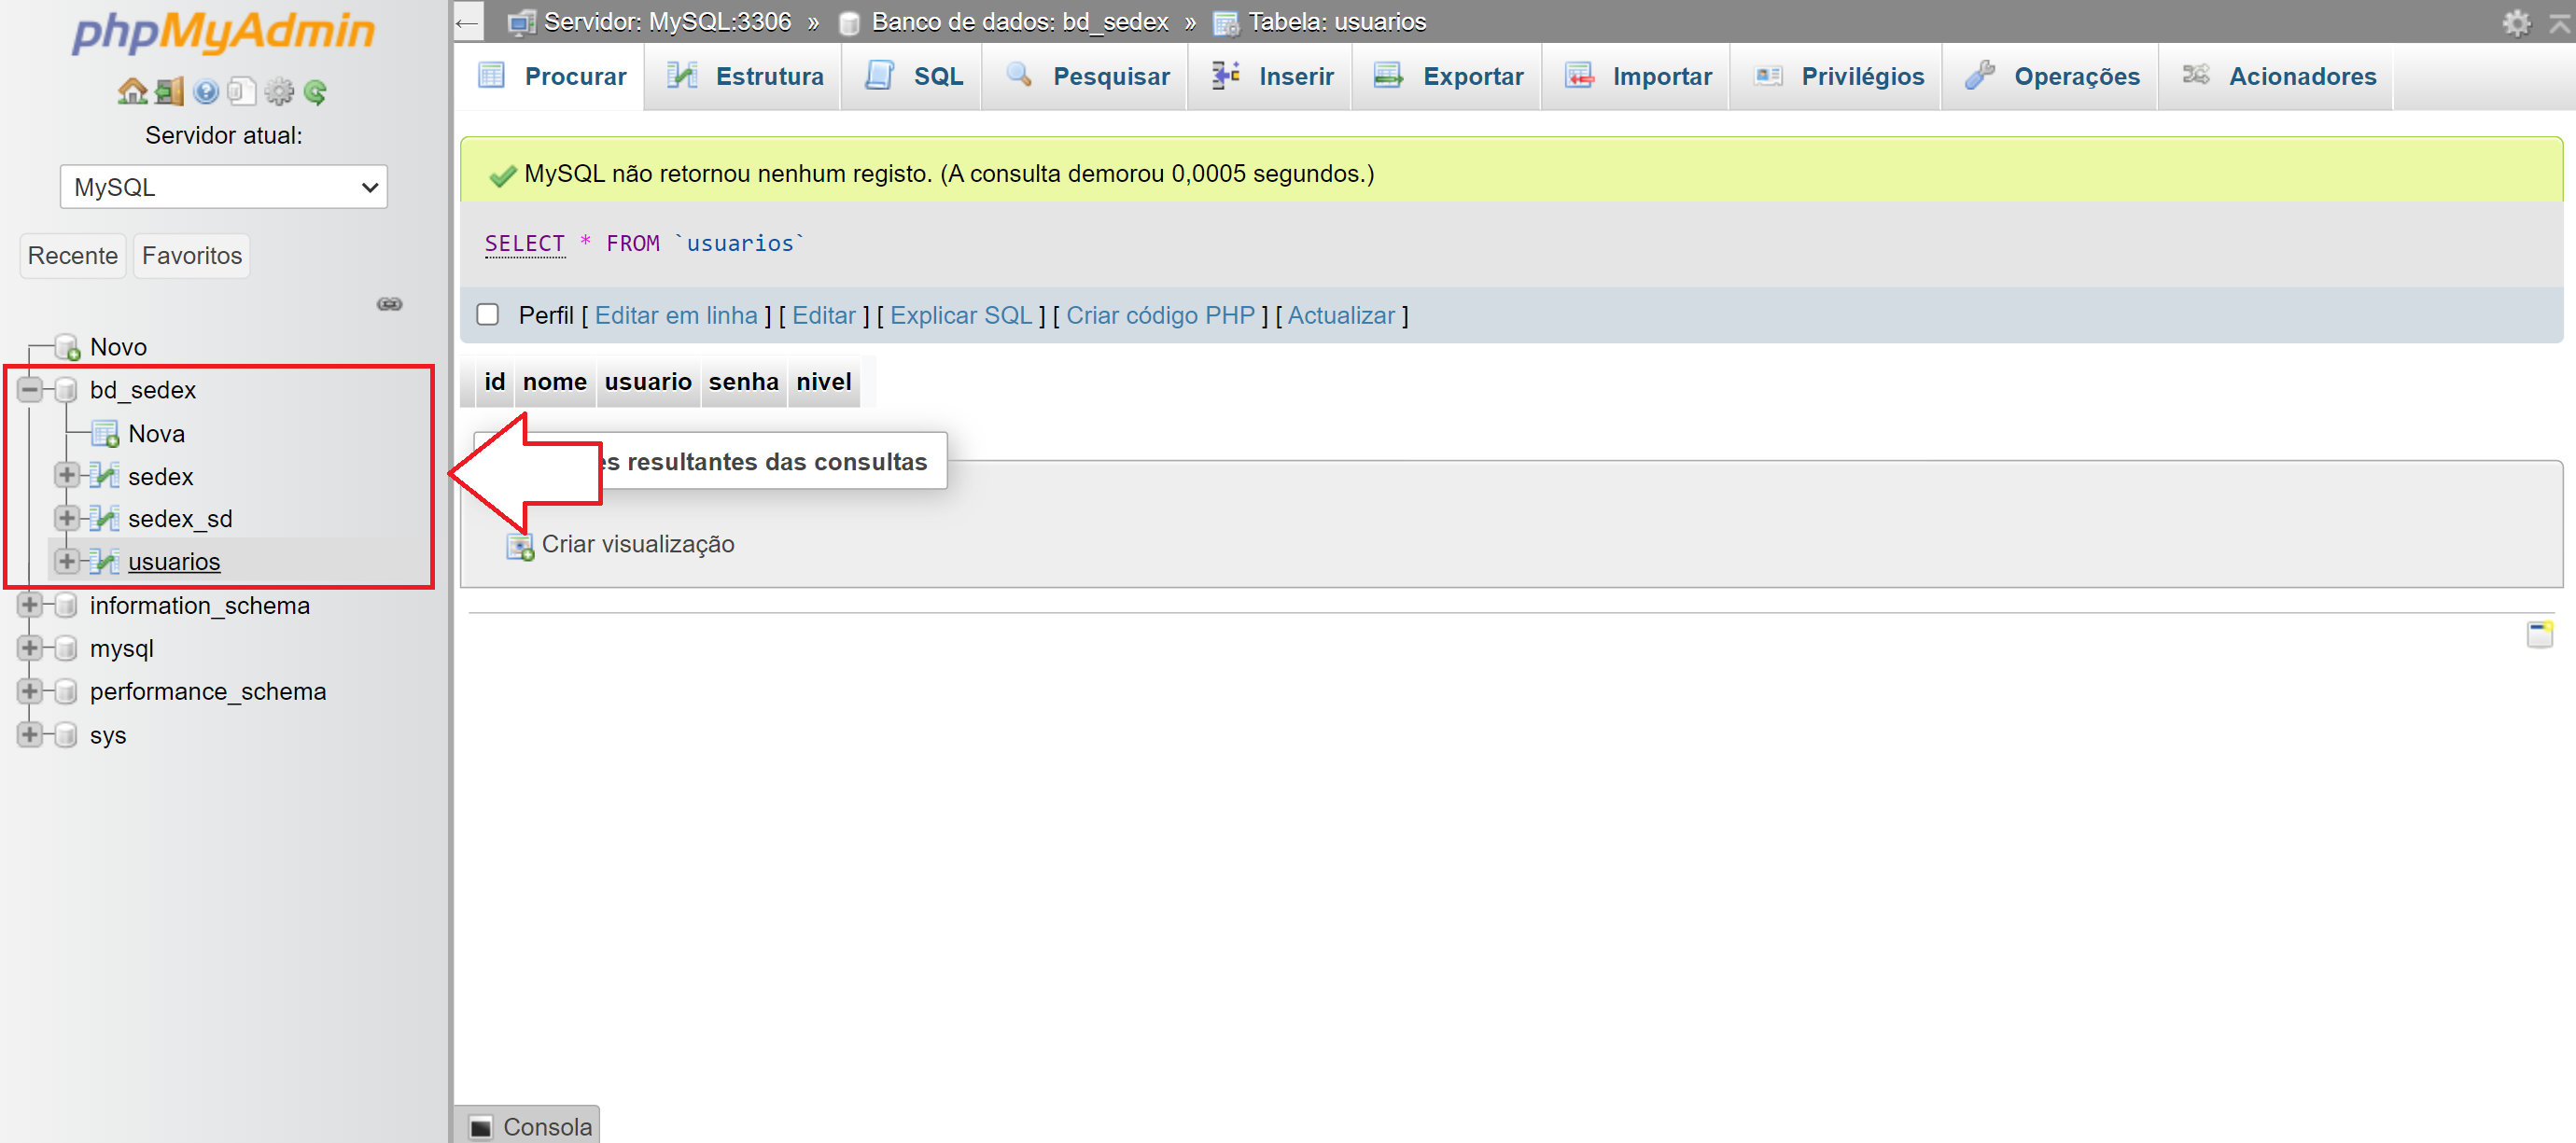 phpMyAdmin
Servidor atual:
MySQL
Recente Favoritos
Novo
bd_sedex
Nova
sedex
sedex_sd
usuarios
information_schema
mysql
performance_schema
sys
Servidor: MySQL:3306 » Banco de dados: bd_sedex » Tabela: usuarios
Procurar Estrutura SQL Pesquisar Inserir Exportar Importar Privilégios Operações Acionadores
MySQL não retornou nenhum registo. (A consulta demorou 0,0005 segundos.)
SELECT * FROM `usuarios`
Perfil [ Editar em linha ] [ Editar ] [ Explicar SQL ] [ Criar código PHP ] [ Actualizar ]
id nome usuario senha nivel
resultantes das consultas
Criar visualização
Consola